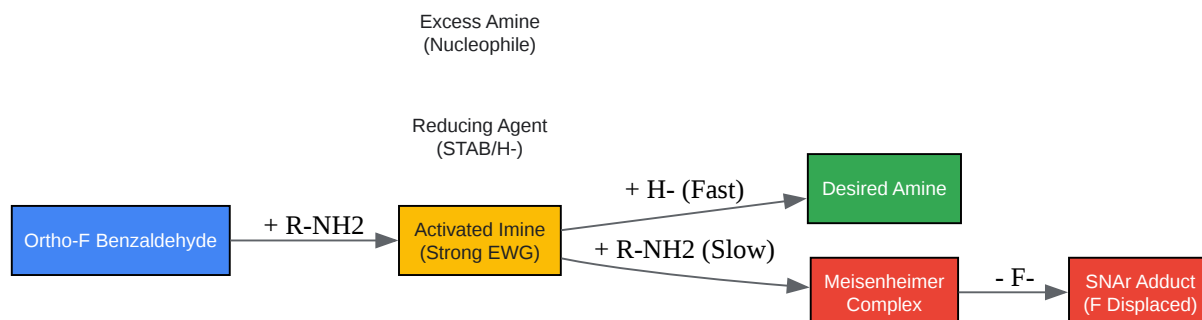 Excess Amine
(Nucleophile)
Reducing Agent
(STAB/H-)
Ortho-F Benzaldehyde
+ R-NH2
Activated Imine
(Strong EWG)
+ H- (Fast)
Desired Amine
+ R-NH2 (Slow)
Meisenheimer
Complex
- F-
SNAr Adduct
(F Displaced)